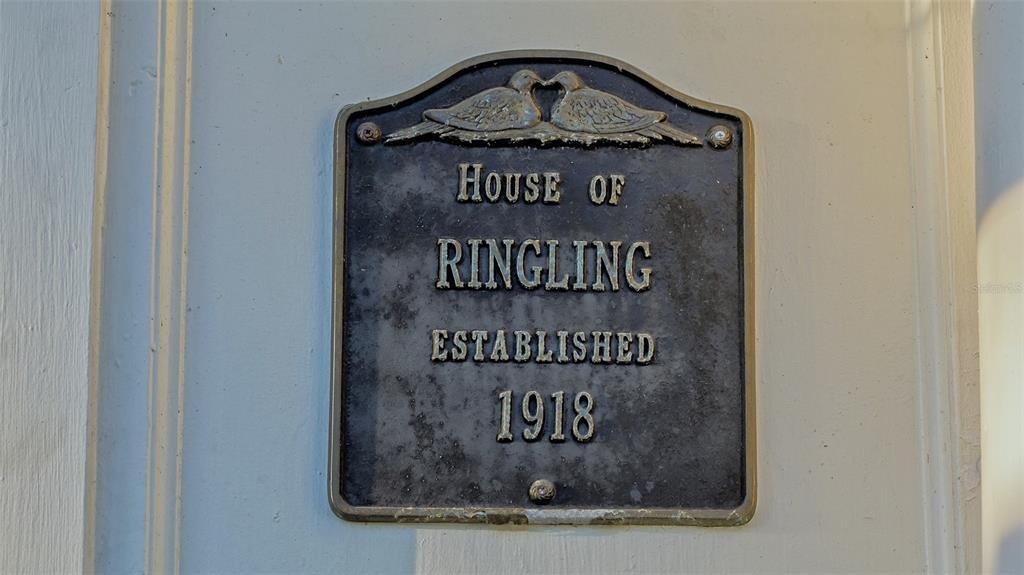 House of
RINGLING
ESTABLISHED
1918